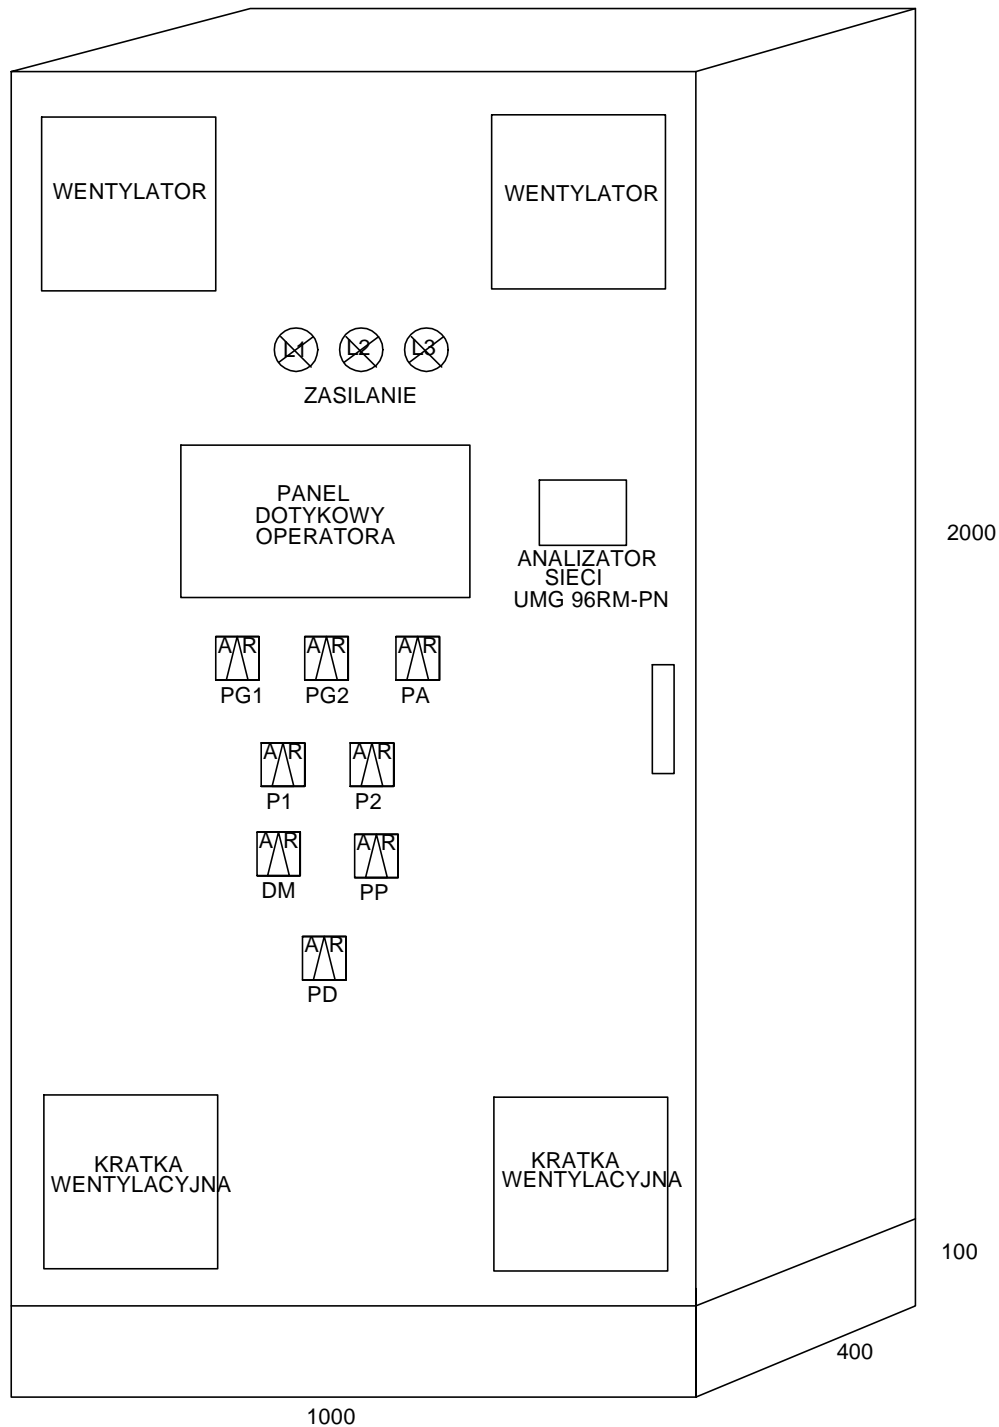 WENTYLATOR
WENTYLATOR
L1 L2 L3
ZASILANIE
PANEL
DOTYKOWY
OPERATORA
ANALIZATOR
SIECI
UMG 96RM-PN
2000
A R A R A R
PG1 PG2 PA
A R A R
P1 P2
A R A R
DM PP
A R
PD
KRATKA
WENTYLACYJNA
KRATKA
WENTYLACYJNA
100
400
1000